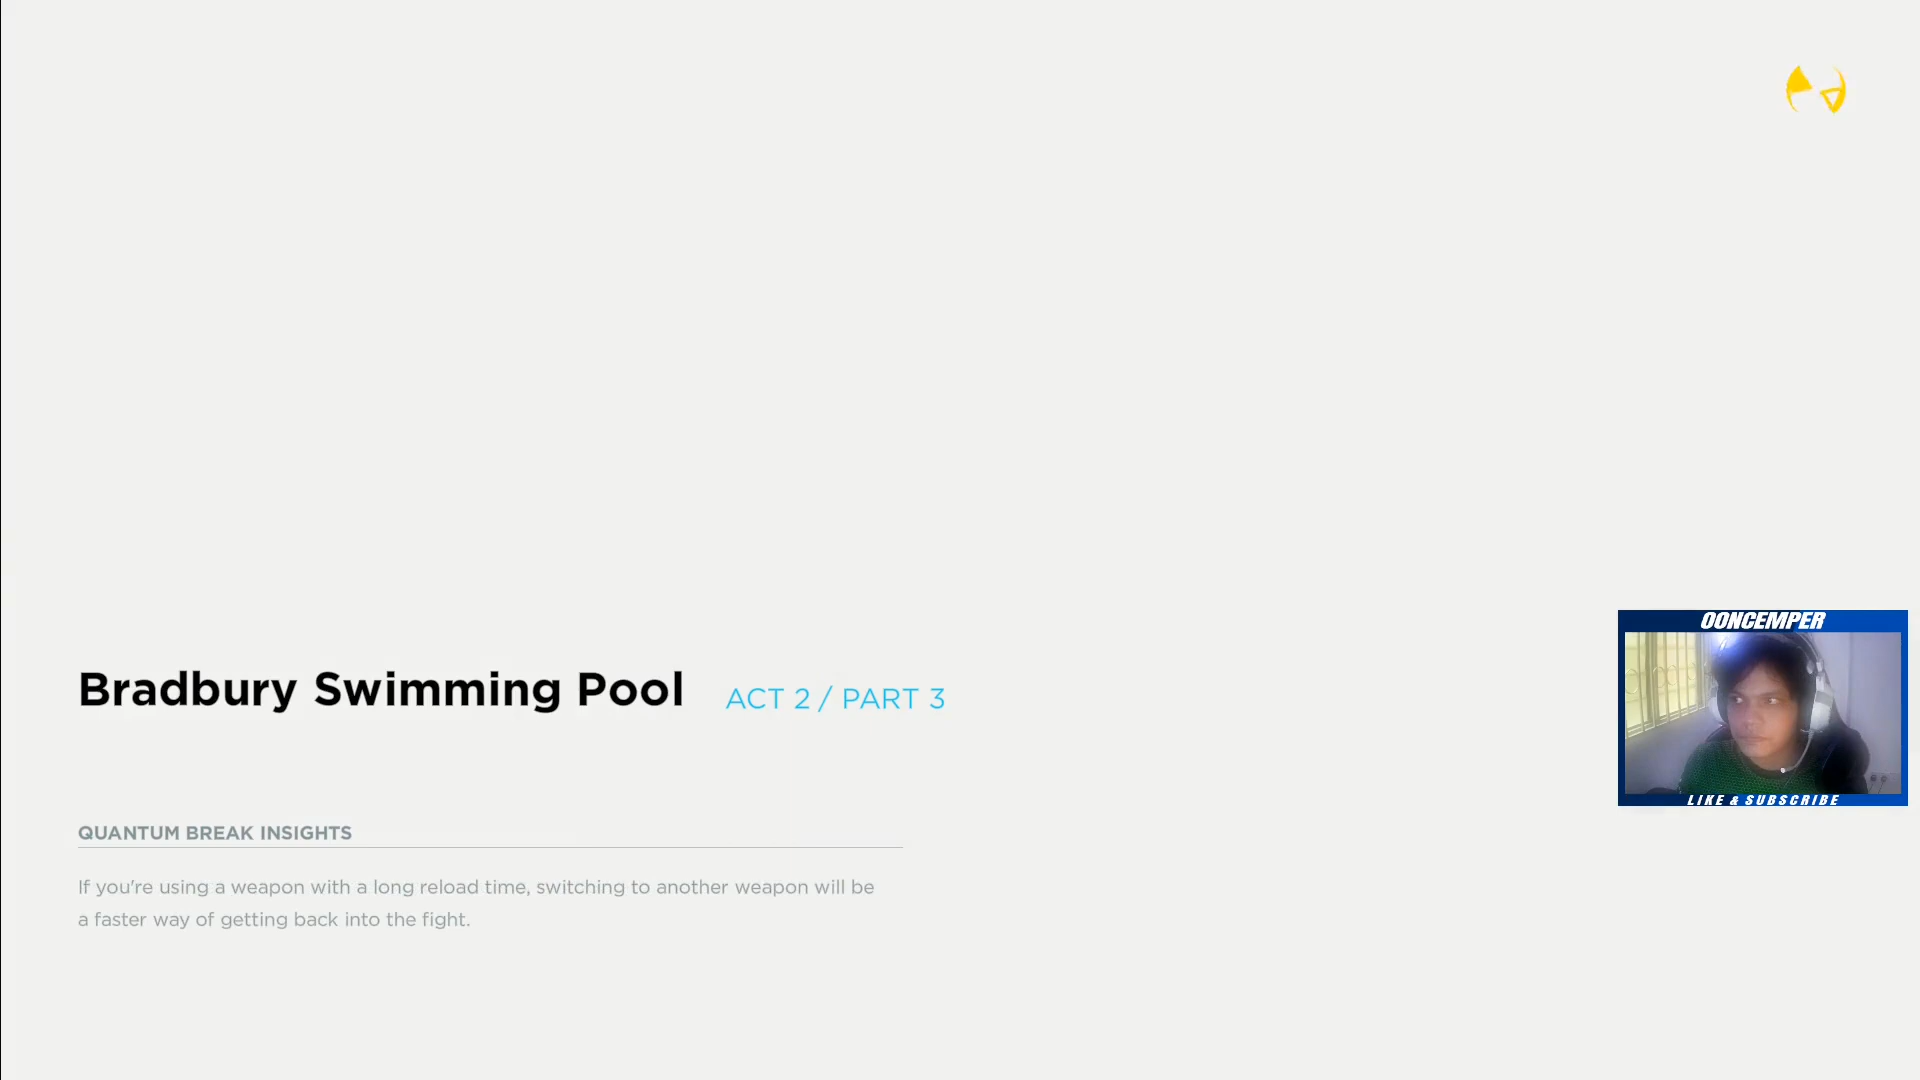 Bradbury Swimming Pool ACT 2 / PART 3
OONCEMPER
LIKE & SUBSCRIBE
QUANTUM BREAK INSIGHTS
If you're using a weapon with a long reload time, switching to another weapon will be
a faster way of getting back into the fight.